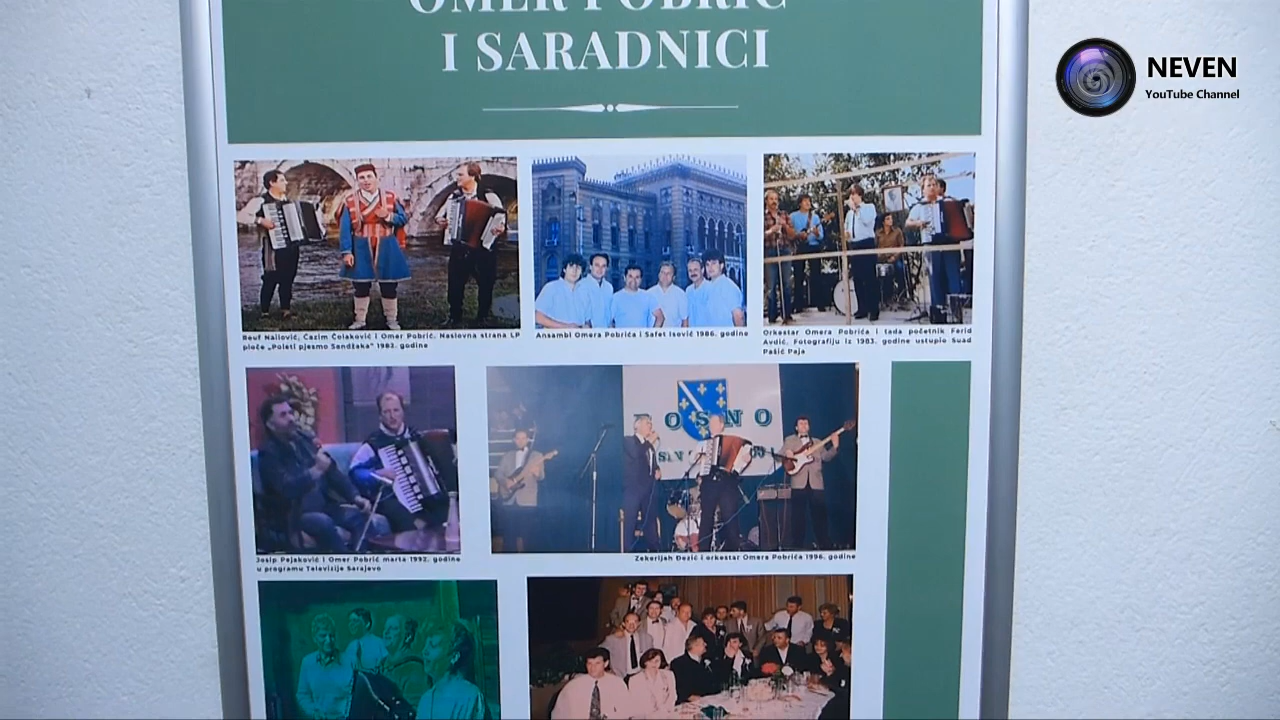 OMER POBRIĆ
I SARADNICI
NEVEN
YouTube Channel
Reuf Nailović, Ćazim Čolaković i Omer Pobrić. Naslovna strana LP
ploče „Poleti pjesmo Sandžaka" 1983. godine
Ansambl Omera Pobrića i Safet Isović 1986. godine
Orkestar Omera Pobrića i tada početnik Ferid
Avdić. Fotografiju iz 1983. godine ustupio Suad
Pašić Paja
BOSNO
Josip Pejaković i Omer Pobrić marta 1992. godine
u programu Televizije Sarajevo
Zekerijah Đezić i orkestar Omera Pobrića 1996. godine